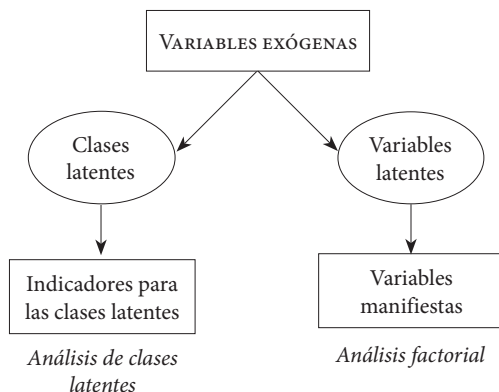 VARIABLES EXÓGENAS
Clases
latentes
Variables
latentes
Indicadores para
las clases latentes
Variables
manifiestas
Análisis de clases
latentes
Análisis factorial